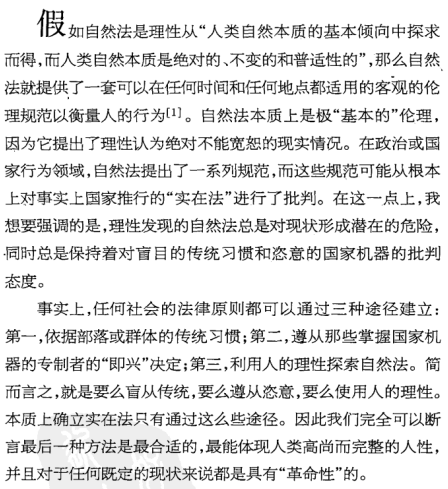 假如自然法是理性从“人类自然本质的基本倾向中探求
而得，而人类自然本质是绝对的、不变的和普适性的”，那么自然
法就提供了一套可以在任何时间和任何地点都适用的客观的伦
理规范以衡量人的行为[1]。自然法本质上是极“基本的”伦理，
因为它提出了理性认为绝对不能宽恕的现实情况。在政治或国
家行为领域，自然法提出了一系列规范，而这些规范可能从根本
上对事实上国家推行的“实在法”进行了批判。在这一点上，我
想要强调的是，理性发现的自然法总是对现状形成潜在的危险，
同时总是保持着对盲目的传统习惯和恣意的国家机器的批判
态度。
事实上，任何社会的法律原则都可以通过三种途径建立：
第一，依据部落或群体的传统习惯；第二，遵从那些掌握国家机
器的专制者的“即兴”决定；第三，利用人的理性探索自然法。简
而言之，就是要么盲从传统，要么遵从恣意，要么使用人的理性。
本质上确立实在法只有通过这么些途径。因此我们完全可以断
言最后一种方法是最合适的，最能体现人类高尚而完整的人性，
并且对于任何既定的现状来说都是具有“革命性”的。